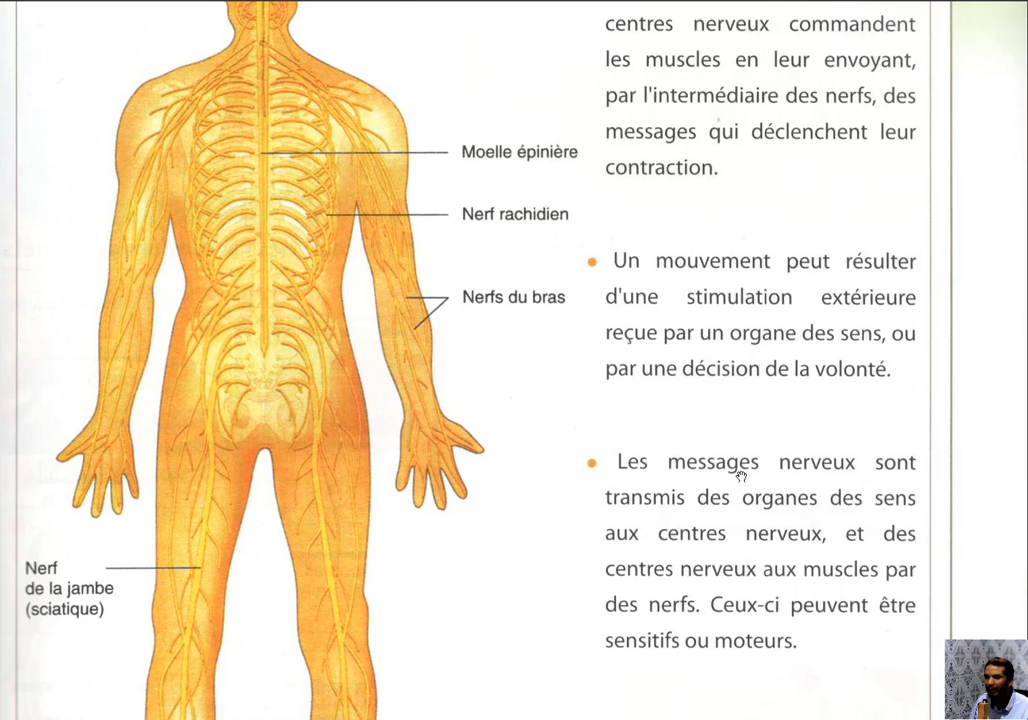 centres nerveux commandent
les muscles en leur envoyant,
par l'intermédiaire des nerfs, des
messages qui déclenchent leur
contraction.
Moelle épinière
Nerf rachidien
Nerfs du bras
Un mouvement peut résulter
d'une stimulation extérieure
reçue par un organe des sens, ou
par une décision de la volonté.
Les messages nerveux sont
transmis des organes des sens
aux centres nerveux, et des
centres nerveux aux muscles par
des nerfs. Ceux-ci peuvent être
sensitifs ou moteurs.
Nerf
de la jambe
(sciatique)